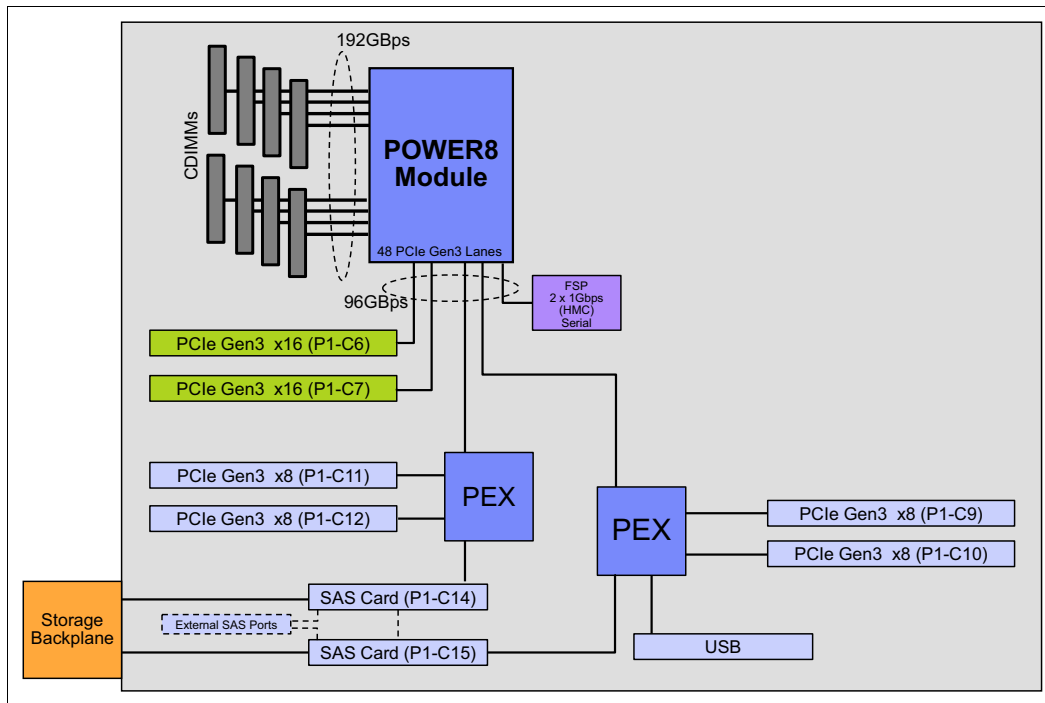 192GBps
CDIMMs
POWER8
Module
48 PCIe Gen3 Lanes
96GBps
FSP
2 x 1Gbps
(HMC)
Serial
PCIe Gen3 x16 (P1-C6)
PCIe Gen3 x16 (P1-C7)
PCIe Gen3 x8 (P1-C11)
PCIe Gen3 x8 (P1-C12)
PEX
PEX
PCIe Gen3 x8 (P1-C9)
PCIe Gen3 x8 (P1-C10)
Storage
Backplane
SAS Card (P1-C14)
External SAS Ports
SAS Card (P1-C15)
USB